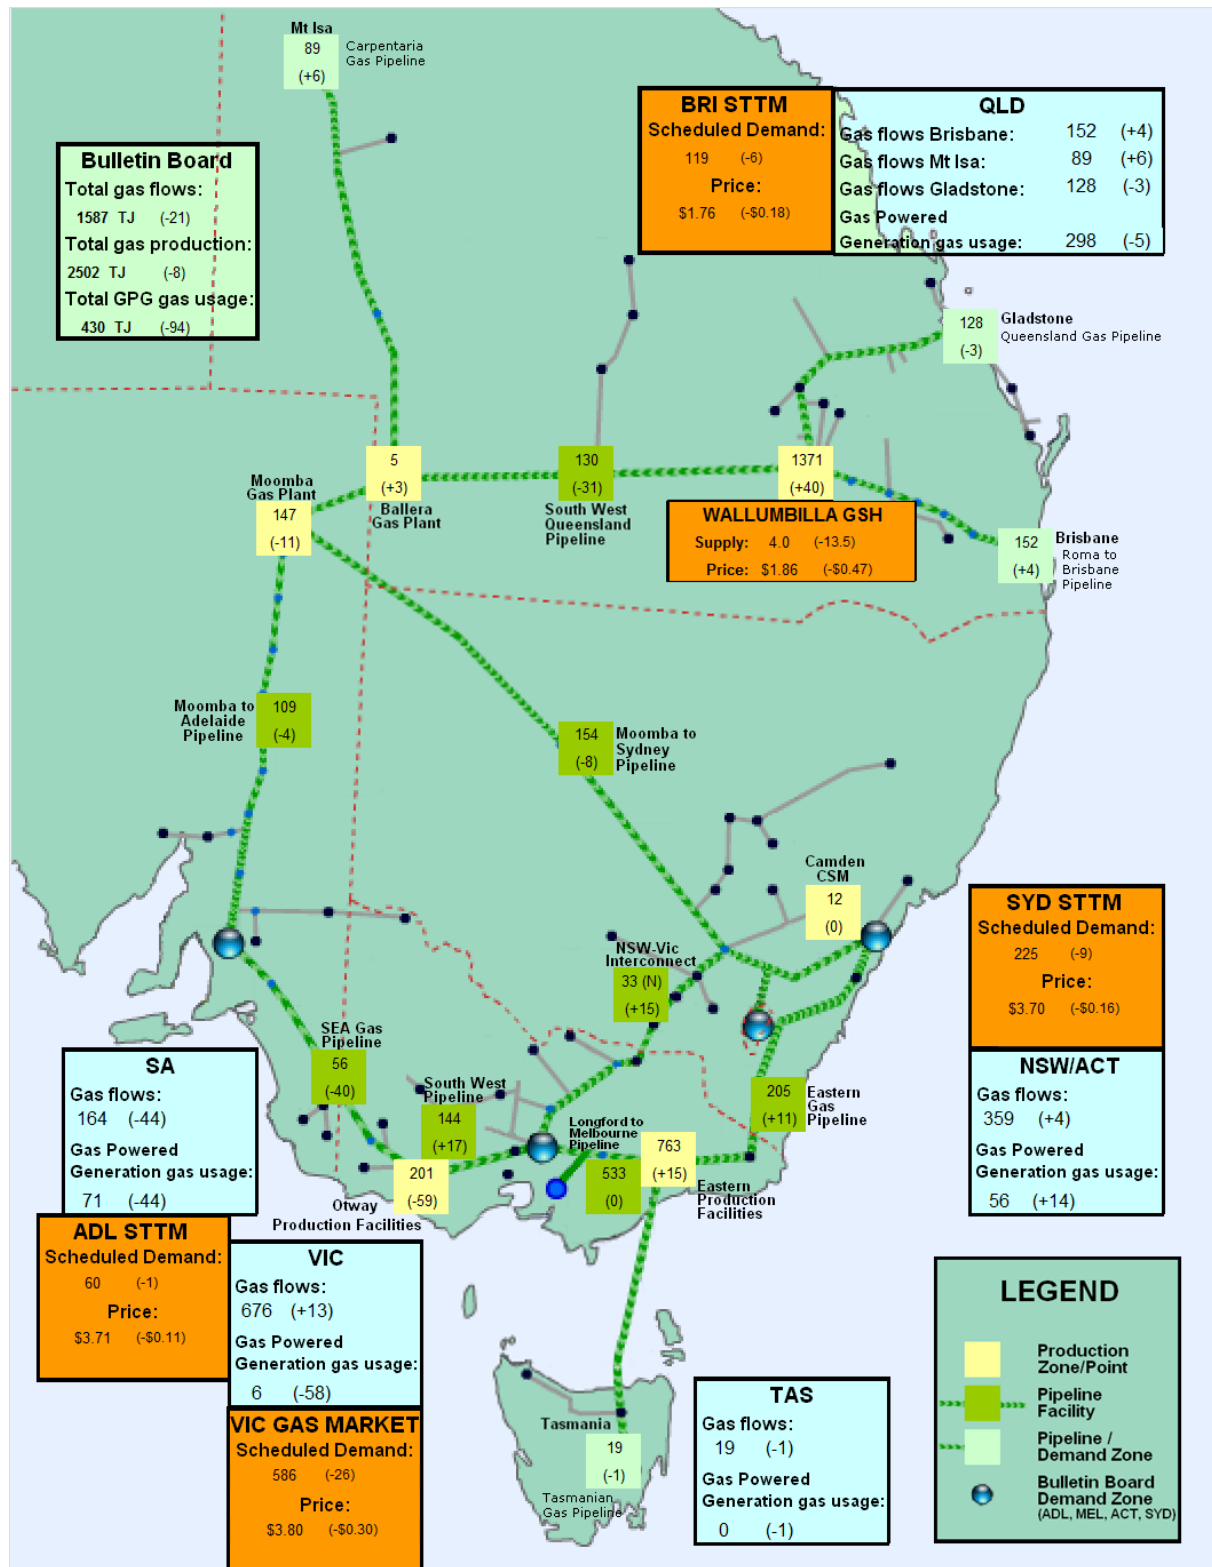 Mt Isa
89
(+6)
Carpentaria
Gas Pipeline
Bulletin Board
Total gas flows:
1587 TJ (-21)
Total gas production:
2502 TJ (-8)
Total GPG gas usage:
430 TJ (-94)
BRI STTM
Scheduled Demand:
119 (-6)
Price:
$1.76 (-$0.18)
QLD
Gas flows Brisbane: 152 (+4)
Gas flows Mt Isa: 89 (+6)
Gas flows Gladstone: 128 (-3)
Gas Powered
Generation gas usage: 298 (-5)
128
(-3)
Gladstone
Queensland Gas Pipeline
Moomba
Gas Plant
147
(-11)
5
(+3)
Ballera
Gas Plant
130
(-31)
South West
Queensland
Pipeline
1371
(+40)
WALLUMBILLA GSH
Supply: 4.0 (-13.5)
Price: $1.86 (-$0.47)
152
(+4)
Brisbane
Roma to
Brisbane
Pipeline
Moomba to
Adelaide
Pipeline
109
(-4)
154
(-8)
Moomba to
Sydney
Pipeline
Camden
CSM
12
(0)
NSW-Vic
Interconnect
33 (N)
(+15)
SYD STTM
Scheduled Demand:
225 (-9)
Price:
$3.70 (-$0.16)
NSW/ACT
Gas flows:
359 (+4)
Gas Powered
Generation gas usage:
56 (+14)
SEA Gas
Pipeline
56
(-40)
South West
Pipeline
144
(+17)
Longford to
Melbourne
Pipeline
533
(0)
763
(+15)
Eastern
Production
Facilities
205
(+11)
Eastern
Gas
Pipeline
201
(-59)
Otway
Production Facilities
SA
Gas flows:
164 (-44)
Gas Powered
Generation gas usage:
71 (-44)
ADL STTM
Scheduled Demand:
60 (-1)
Price:
$3.71 (-$0.11)
VIC
Gas flows:
676 (+13)
Gas Powered
Generation gas usage:
6 (-58)
VIC GAS MARKET
Scheduled Demand:
586 (-26)
Price:
$3.80 (-$0.30)
Tasmania
19
(-1)
Tasmanian
Gas Pipeline
TAS
Gas flows:
19 (-1)
Gas Powered
Generation gas usage:
0 (-1)
LEGEND
Production
Zone/Point
Pipeline
Facility
Pipeline /
Demand Zone
Bulletin Board
Demand Zone
(ADL, MEL, ACT, SYD)